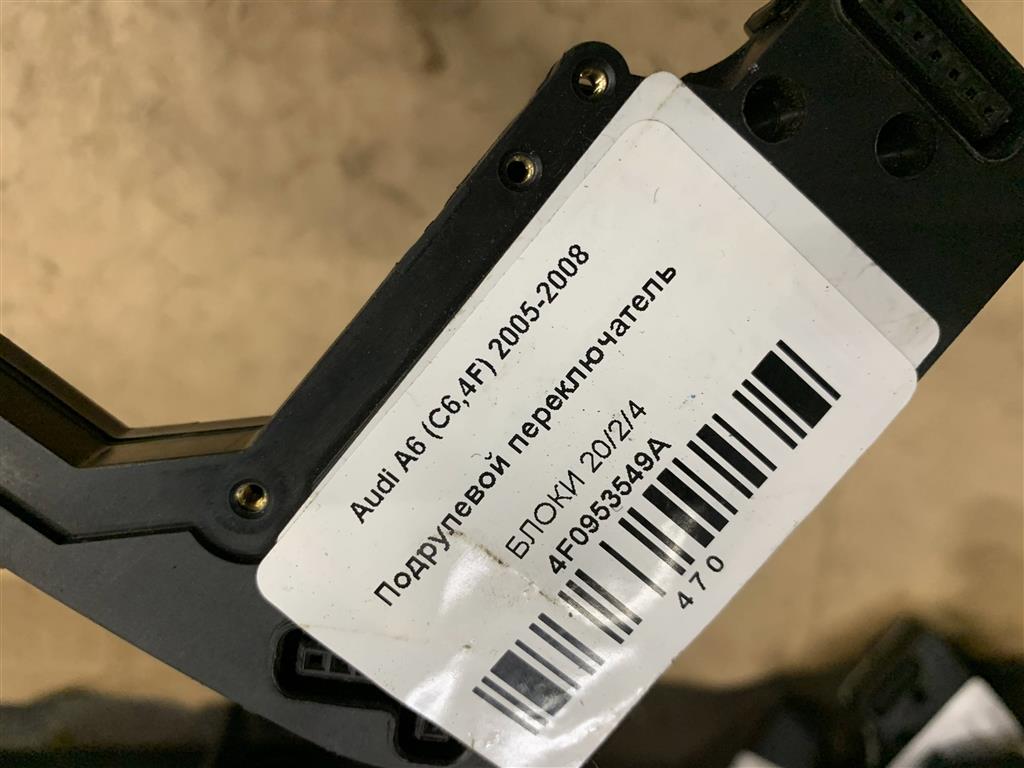 Audi A6 (C6,4F) 2005-2008
Подрулевой переключатель
БЛОКИ 20/2/4
4F0953549A
470